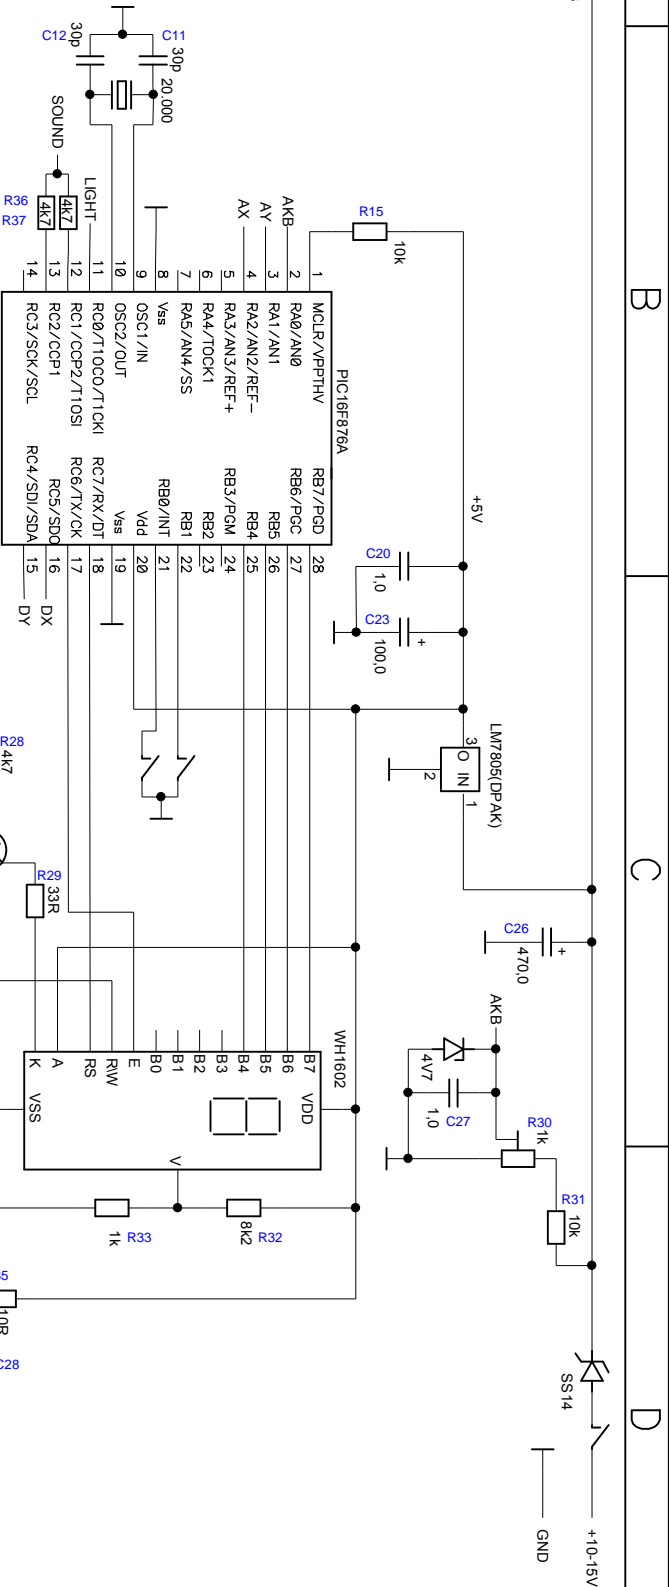 C12
30p
C11
30p
20.000
SOUND
R36
4k7
R37
4k7
LIGHT
AKB
AY
AX
R15
10k
B
14
13
12
11
10
9
8
7
6
5
4
3
2
1
RC3/SCK/SCL
RC2/CCP1
RC1/CCP2/T1OSI
RC0/T1OCO/T1CKI
OSC2/OUT
OSC1/IN
Vss
RA5/AN4/SS
RA4/TOCK1
RA3/AN3/REF+
RA2/AN2/REF-
RA1/AN1
RA0/AN0
MCLR/VPPTHV
PIC16F876A
RC4/SDI/SDA
RC5/SDO
RC6/TX/CK
RC7/RX/DT
Vss
Vdd
RB0/INT
RB1
RB2
RB3/PGM
RB4
RB5
RB6/PGC
RB7/PGD
15
16
17
18
19
20
21
22
23
24
25
26
27
28
DY
DX
+5V
C20
1,0
C23
100,0
+
LM7805(DPAK)
3
O
IN
2
1
R28
4k7
C
R29
33R
C26
470,0
+
AKB
4V7
1,0
C27
R30
1k
WH1602
K
A
RS
R\W
E
B0
B1
B2
B3
B4
B5
B6
B7
VSS
VDD
V
1k
R33
8k2
R32
R31
10k
10R
C28
SS14
D
GND
+10-15V